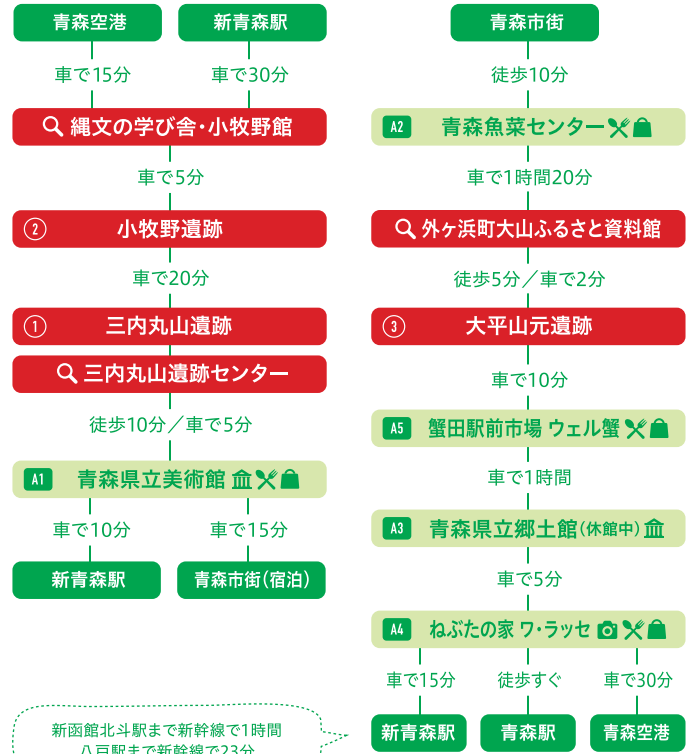 青森空港
新青森駅
車で15分
車で30分
縄文の学び舎・小牧野館
車で5分
② 小牧野遺跡
車で20分
① 三内丸山遺跡
三内丸山遺跡センター
徒歩10分／車で5分
A1 青森県立美術館
車で10分
車で15分
新青森駅
青森市街(宿泊)
青森市街
徒歩10分
A2 青森魚菜センター
車で1時間20分
外ヶ浜町大山ふるさと資料館
徒歩5分／車で2分
③ 大平山元遺跡
車で10分
A5 蟹田駅前市場 ウェル蟹
車で1時間
A3 青森県立郷土館(休館中)
車で5分
A4 ねぶたの家 ワ・ラッセ
車で15分
徒歩すぐ
車で30分
新青森駅
青森駅
青森空港
新函館北斗駅まで新幹線で1時間
八戸駅まで新幹線で23分